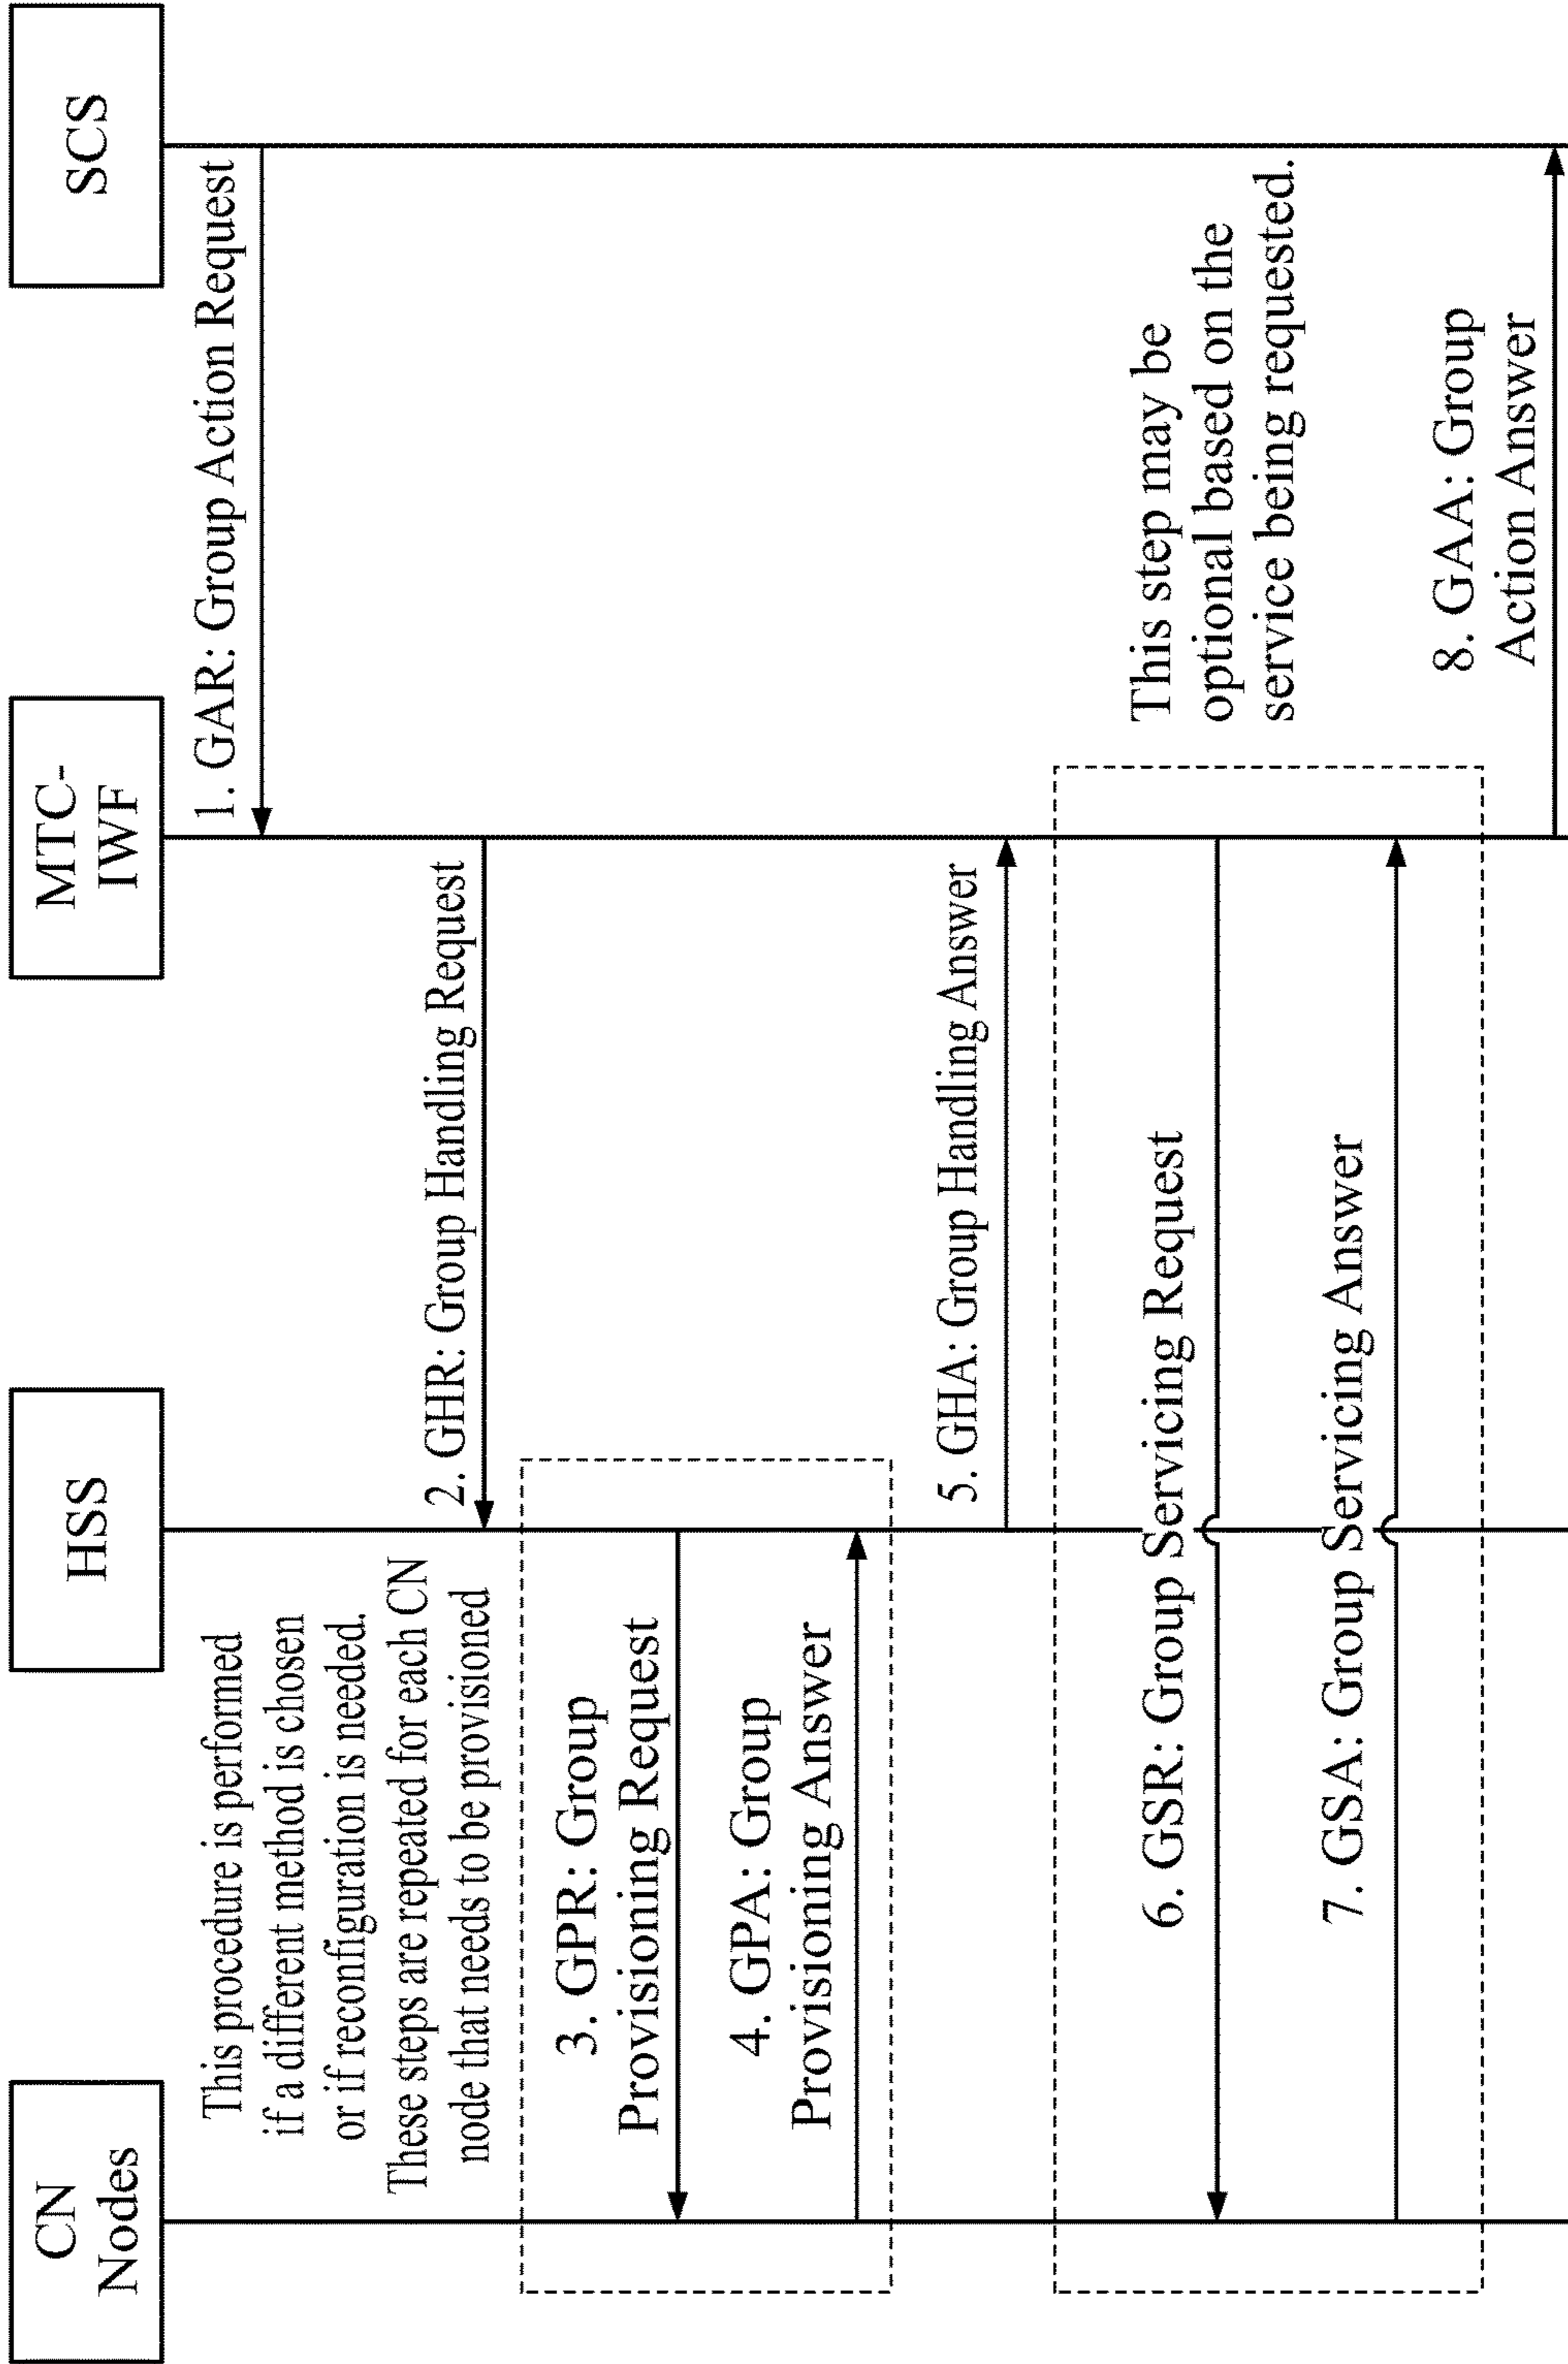 CN
Nodes
HSS
MTC-
IWF
SCS
1. GAR: Group Action Request
This procedure is performed
if a different method is chosen
or if reconfiguration is needed.
These steps are repeated for each CN
node that needs to be provisioned
2. GHR: Group Handling Request
3. GPR: Group
Provisioning Request
4. GPA: Group
Provisioning Answer
5. GHA: Group Handling Answer
This step may be
optional based on the
service being requested.
6. GSR: Group Servicing Request
7. GSA: Group Servicing Answer
8. GAA: Group
Action Answer